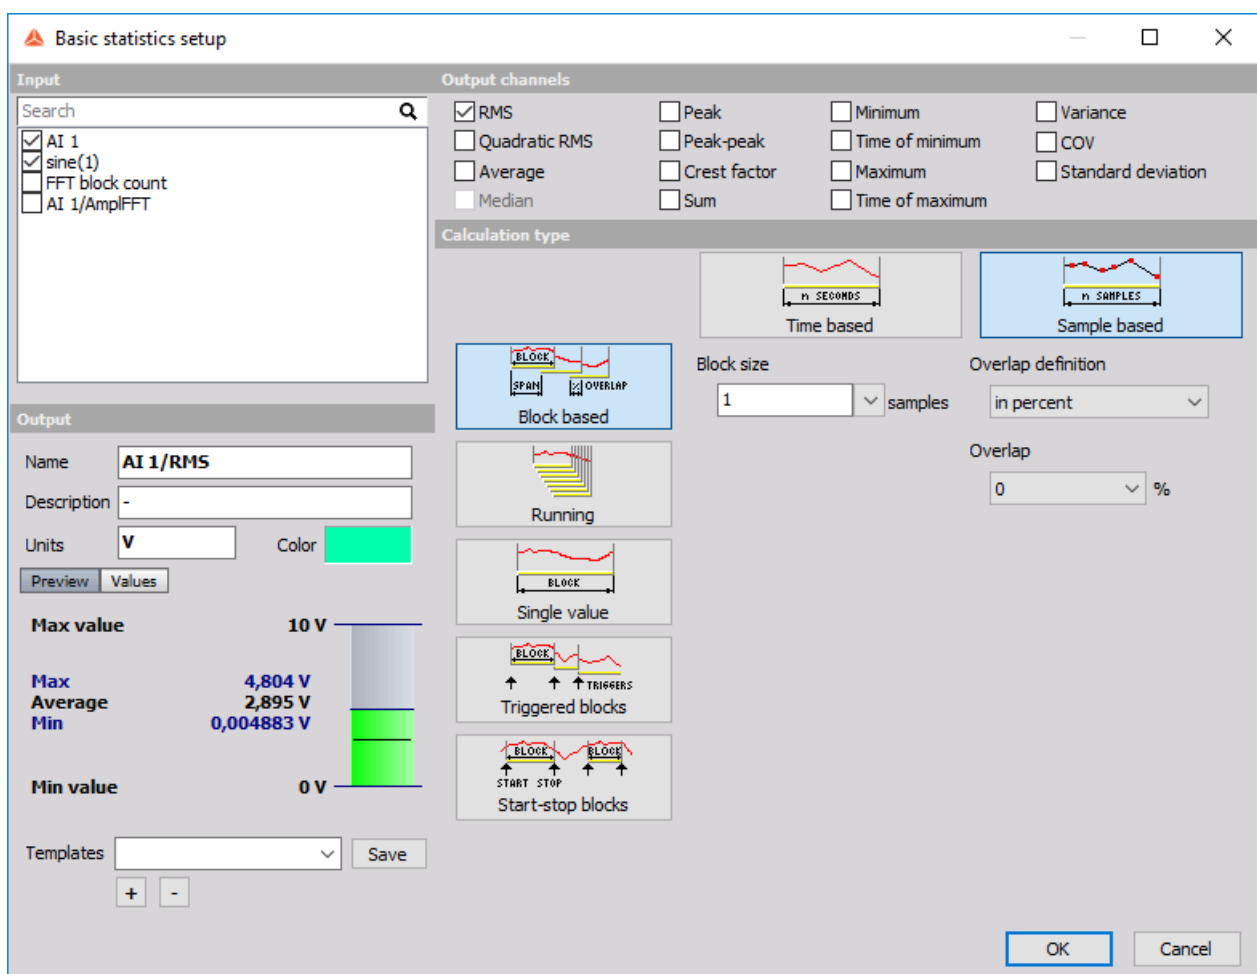 Basic statistics setup
Input
Search
AI 1
sine(1)
FFT block count
AI 1/AmplFFT
Output
Name AI 1/RMS
Description -
Units V Color
Preview Values
Max value 10 V
Max 4,804 V
Average 2,895 V
Min 0,004883 V
Min value 0 V
Templates Save
+ -
Output channels
RMS Peak Minimum Variance
Quadratic RMS Peak-peak Time of minimum COV
Average Crest factor Maximum Standard deviation
Median Sum Time of maximum
Calculation type
n SECONDS
Time based
n SAMPLES
Sample based
BLOCK
SPAN % OVERLAP
Block based
Block size
1 samples
Overlap definition
in percent
Overlap
0 %
Running
BLOCK
Single value
BLOCK
TRIGGERS
Triggered blocks
BLOCK BLOCK
START STOP
Start-stop blocks
OK Cancel